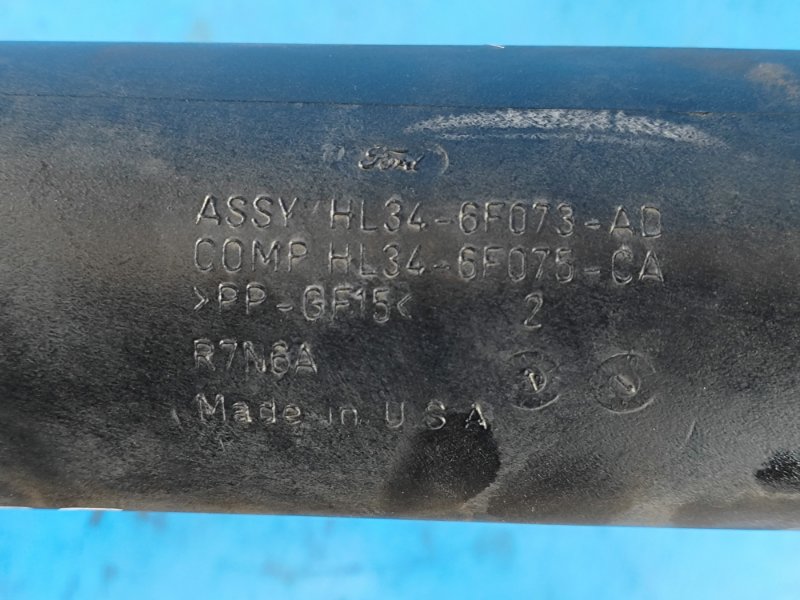 Ford
ASSY HL34-6F073-AD
COMP HL34-6F075-CA
>PP-GF15< 2
R7N6A
Made in U S A